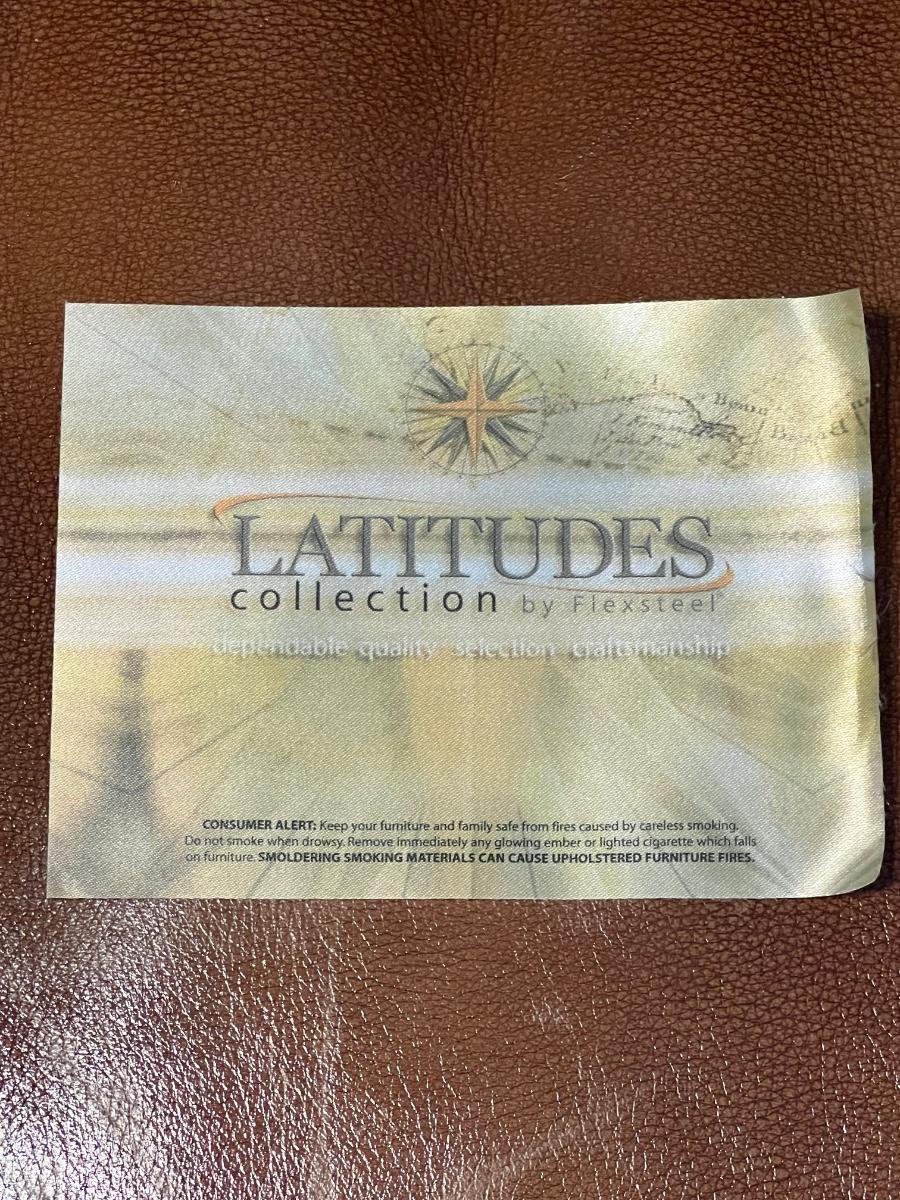 LATITUDES
collection by Flexsteel
dependable quality selection craftsmanship
CONSUMER ALERT: Keep your furniture and family safe from fires caused by careless smoking.
Do not smoke when drowsy. Remove immediately any glowing ember or lighted cigarette which falls
on furniture. SMOLDERING SMOKING MATERIALS CAN CAUSE UPHOLSTERED FURNITURE FIRES.